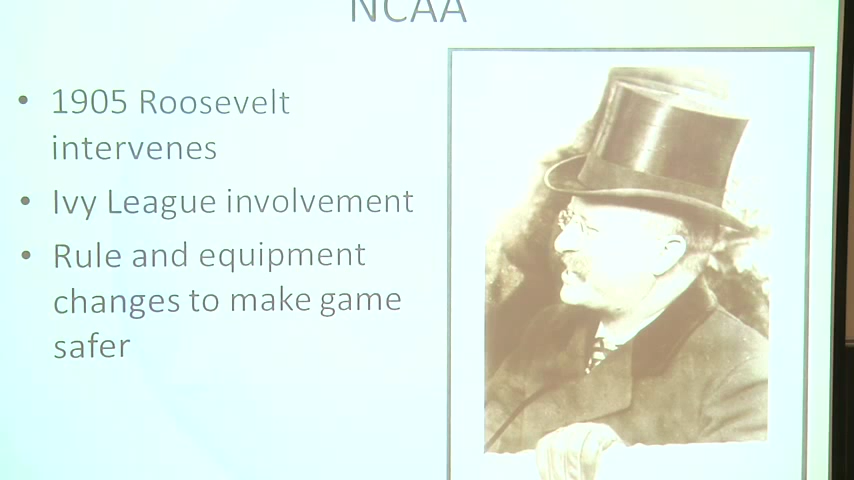 NCAA
• 1905 Roosevelt
intervenes
• Ivy League involvement
• Rule and equipment
changes to make game
safer